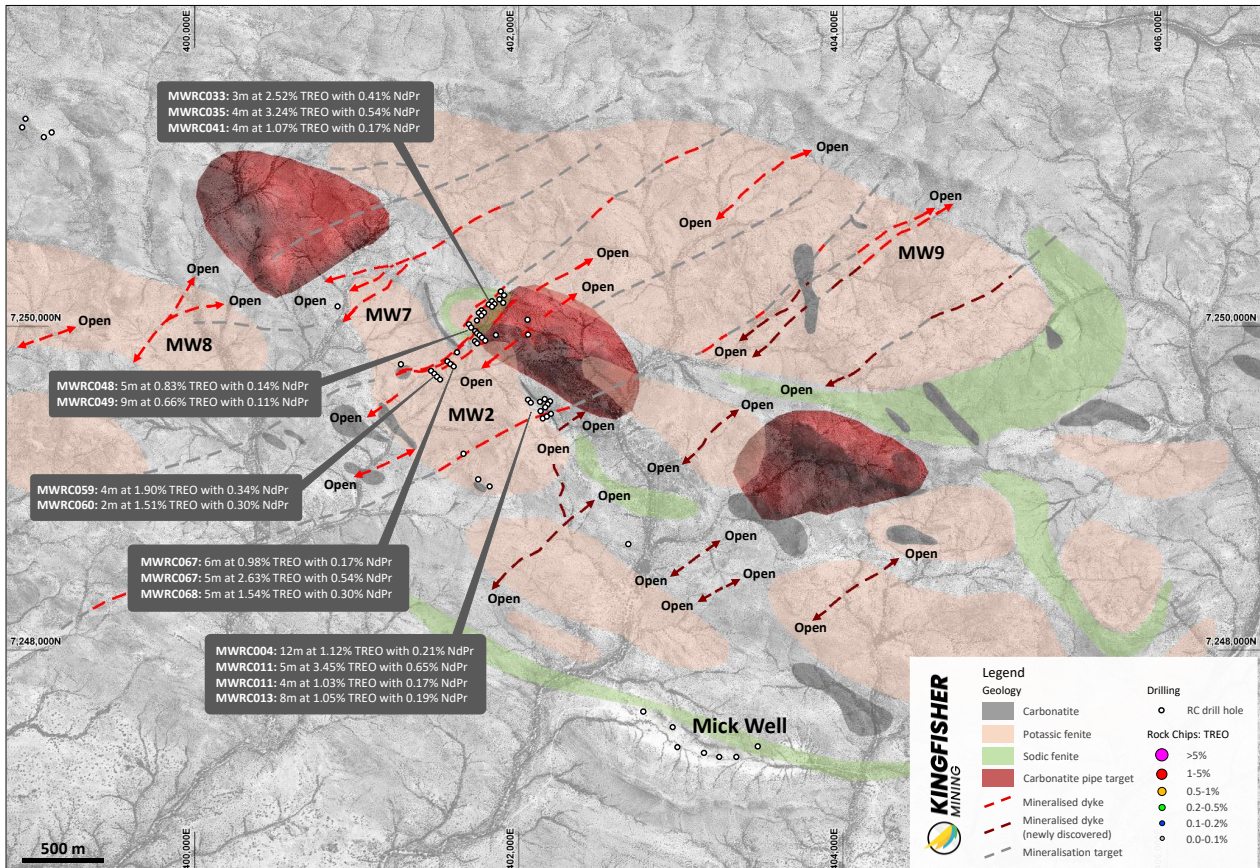 400,000E
402,000E
404,000E
406,000E
MWRC033: 3m at 2.52% TREO with 0.41% NdPr
MWRC035: 4m at 3.24% TREO with 0.54% NdPr
MWRC041: 4m at 1.07% TREO with 0.17% NdPr
Open
Open
Open
Open
MW9
Open
Open
Open
Open
Open
MW7
7,250,000N
Open
MW8
7,250,000N
Open
MWRC048: 5m at 0.83% TREO with 0.14% NdPr
MWRC049: 9m at 0.66% TREO with 0.11% NdPr
Open
Open
Open
Open
MW2
Open
Open
Open
Open
MWRC059: 4m at 1.90% TREO with 0.34% NdPr
MWRC060: 2m at 1.51% TREO with 0.30% NdPr
Open
Open
Open
Open
MWRC067: 6m at 0.98% TREO with 0.17% NdPr
MWRC067: 5m at 2.63% TREO with 0.54% NdPr
MWRC068: 5m at 1.54% TREO with 0.30% NdPr
Open
Open
Open
Open
Open
7,248,000N
7,248,000N
MWRC004: 12m at 1.12% TREO with 0.21% NdPr
MWRC011: 5m at 3.45% TREO with 0.65% NdPr
MWRC011: 4m at 1.03% TREO with 0.17% NdPr
MWRC013: 8m at 1.05% TREO with 0.19% NdPr
Mick Well
KINGFISHER
MINING
Legend
Geology
Carbonatite
Potassic fenite
Sodic fenite
Carbonatite pipe target
Mineralised dyke
Mineralised dyke
(newly discovered)
Mineralisation target
Drilling
RC drill hole
Rock Chips: TREO
>5%
1-5%
0.5-1%
0.2-0.5%
0.1-0.2%
0.0-0.1%
500 m
400,000E
402,000E
404,000E